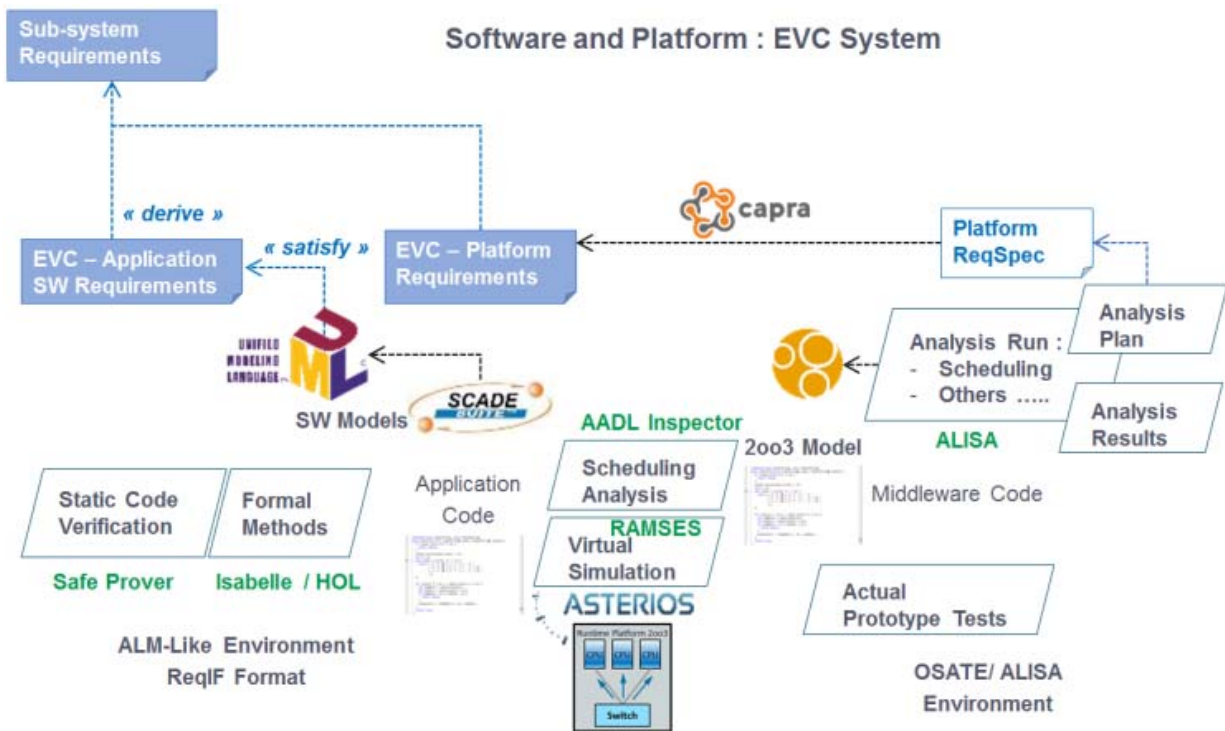 Sub-system
Requirements
Software and Platform : EVC System
« derive »
« satisfy »
capra
EVC – Application
SW Requirements
EVC – Platform
Requirements
Platform
ReqSpec
Analysis
Plan
UNIFIED
MODELING
LANGUAGE
UML
SW Models
SCADE
SUITE
Analysis Run :
- Scheduling
- Others .....
Analysis
Results
AADL Inspector
ALISA
2oo3 Model
Static Code
Verification
Formal
Methods
Application
Code
Scheduling
Analysis
Middleware Code
RAMSES
Virtual
Simulation
Safe Prover
Isabelle / HOL
ASTERIOS
Actual
Prototype Tests
Runtime Platform 2oo3
CPU CPU CPU
Switch
ALM-Like Environment
ReqIF Format
OSATE/ ALISA
Environment